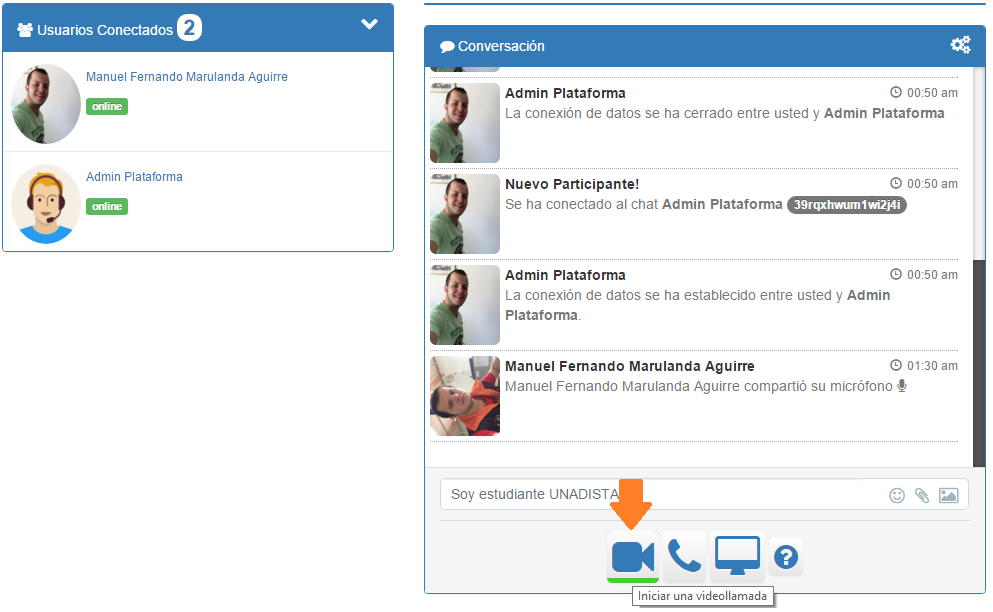 Usuarios Conectados 2
Manuel Fernando Marulanda Aguirre
online
Admin Plataforma
online
Conversación
Admin Plataforma 00:50 am
La conexión de datos se ha cerrado entre usted y Admin Plataforma
Nuevo Participante! 00:50 am
Se ha conectado al chat Admin Plataforma 39rqxhwum1wi2j4i
Admin Plataforma 00:50 am
La conexión de datos se ha establecido entre usted y Admin
Plataforma.
Manuel Fernando Marulanda Aguirre 01:30 am
Manuel Fernando Marulanda Aguirre compartió su micrófono
Soy estudiante UNADISTA
?
Iniciar una videollamada